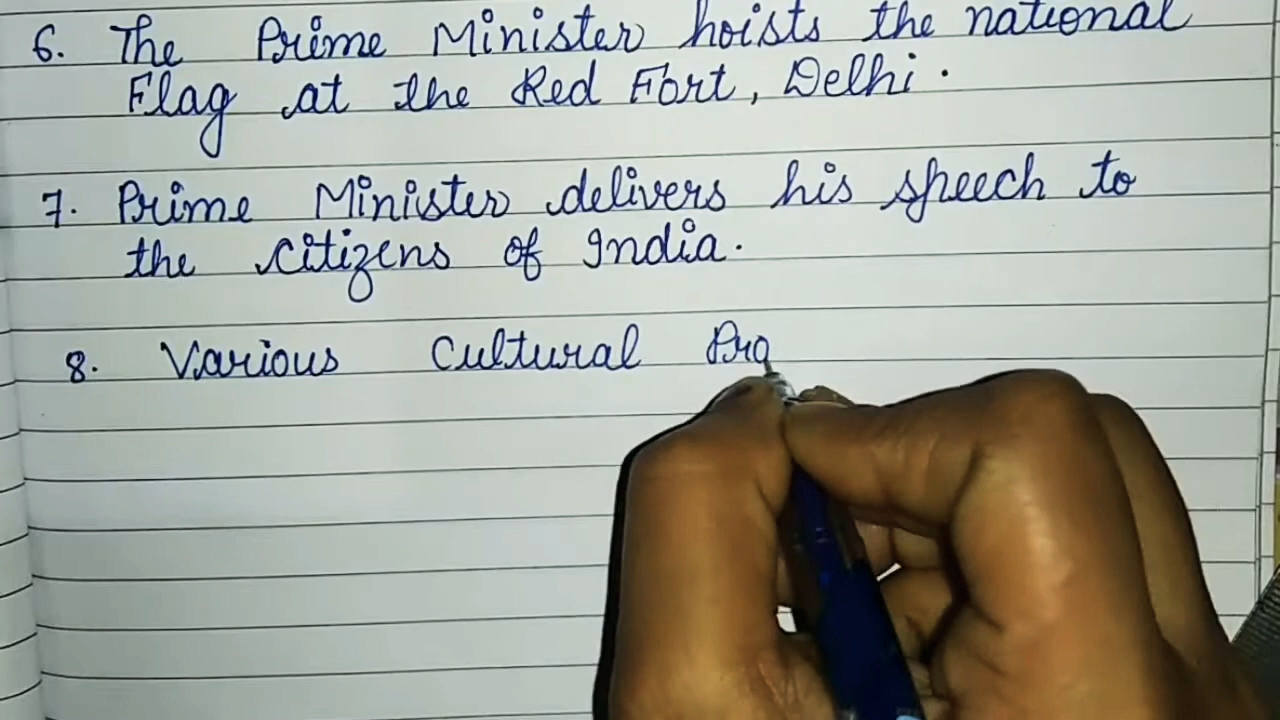 6. The Prime Minister hoists the national
Flag at the Red Fort, Delhi.
7. Prime Minister delivers his speech to
the citizens of India.
8. Various Cultural Pro